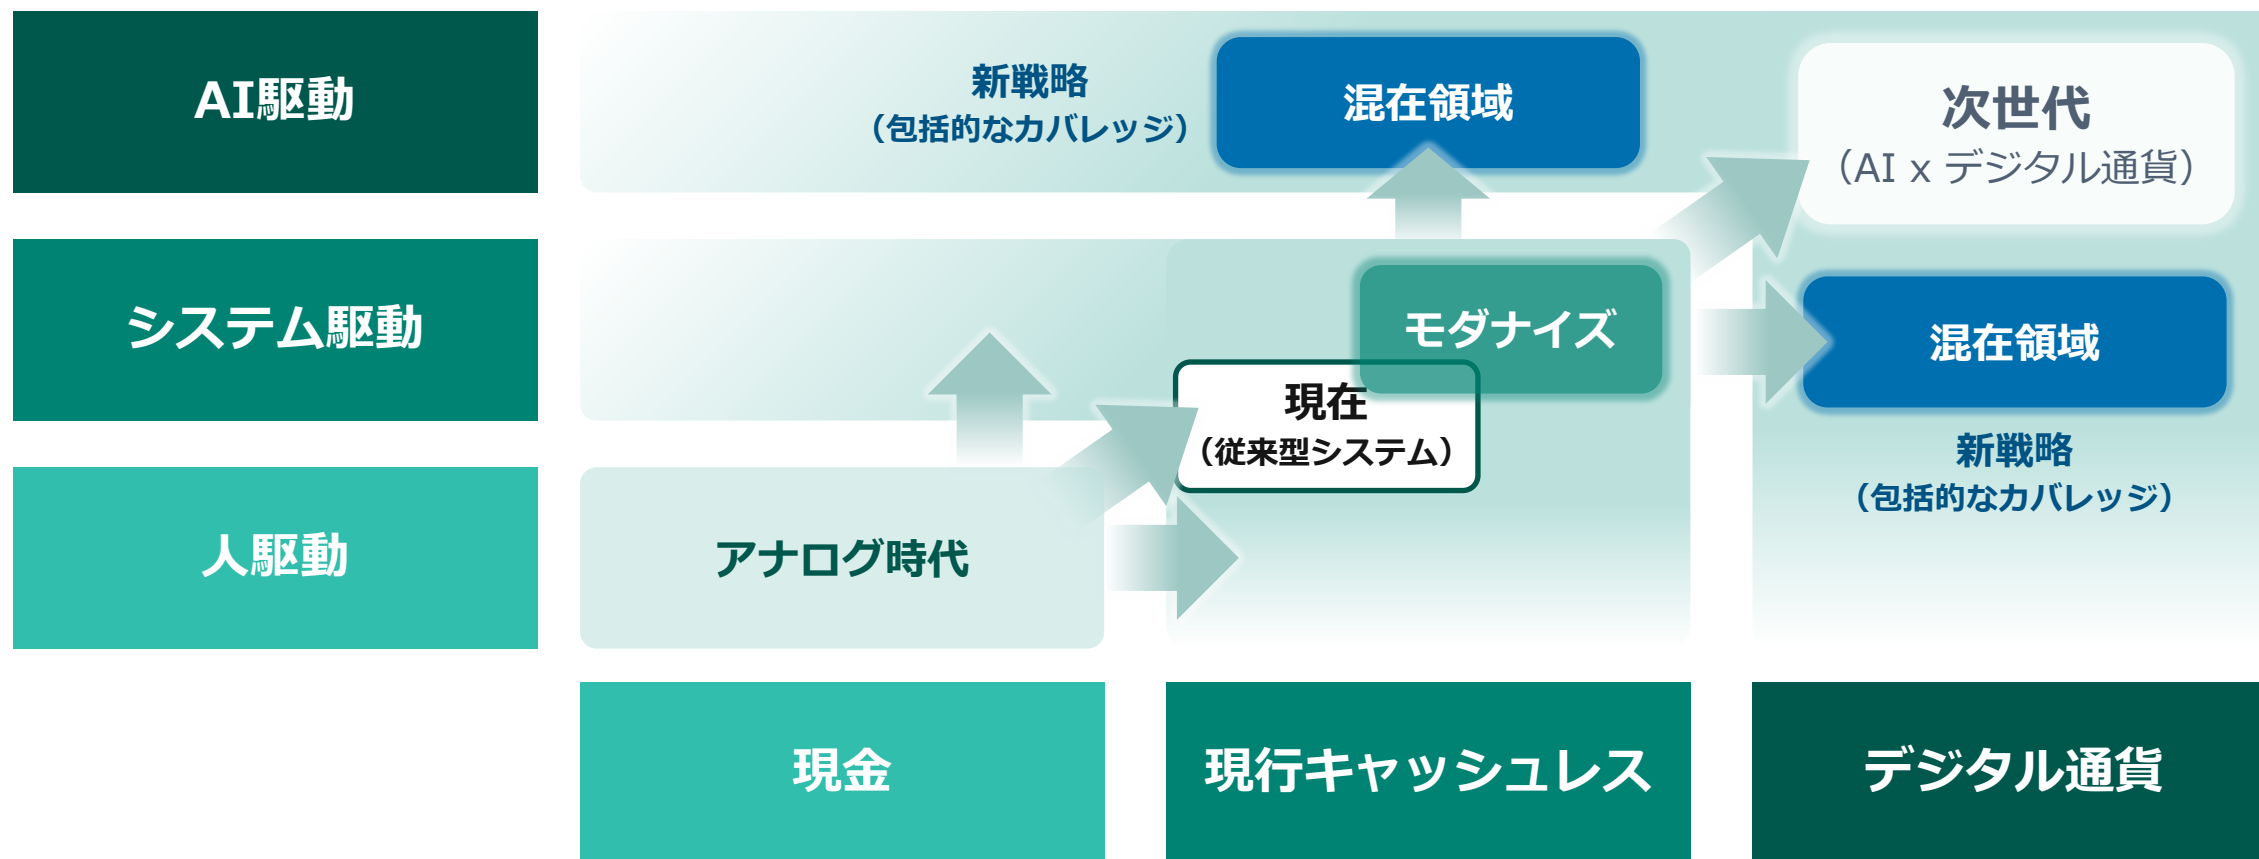 AI駆動
新戦略
（包括的なカバレッジ）
混在領域
次世代
（AI x デジタル通貨）
システム駆動
モダナイズ
混在領域
現在
（従来型システム）
新戦略
（包括的なカバレッジ）
人駆動
アナログ時代
現金
現行キャッシュレス
デジタル通貨